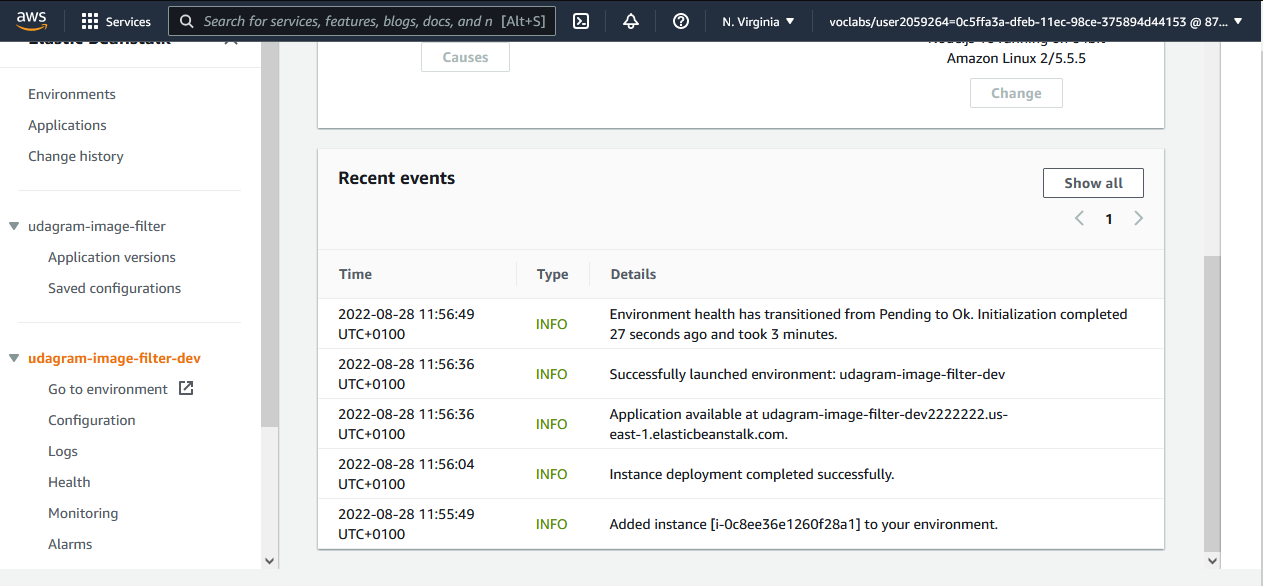 aws
Services
Search for services, features, blogs, docs, and n [Alt+S]
N. Virginia
voclabs/user2059264=0c5ffa3a-dfeb-11ec-98ce-375894d44153 @ 87...
Elastic Beanstalk
Environments
Applications
Change history
udagram-image-filter
Application versions
Saved configurations
udagram-image-filter-dev
Go to environment
Configuration
Logs
Health
Monitoring
Alarms
Causes
running on 64bit
Amazon Linux 2/5.5.5
Change
Recent events
Show all
1
Time Type Details
2022-08-28 11:56:49
UTC+0100
INFO
Environment health has transitioned from Pending to Ok. Initialization completed
27 seconds ago and took 3 minutes.
2022-08-28 11:56:36
UTC+0100
INFO
Successfully launched environment: udagram-image-filter-dev
2022-08-28 11:56:36
UTC+0100
INFO
Application available at udagram-image-filter-dev2222222.us-
east-1.elasticbeanstalk.com.
2022-08-28 11:56:04
UTC+0100
INFO
Instance deployment completed successfully.
2022-08-28 11:55:49
UTC+0100
INFO
Added instance [i-0c8ee36e1260f28a1] to your environment.